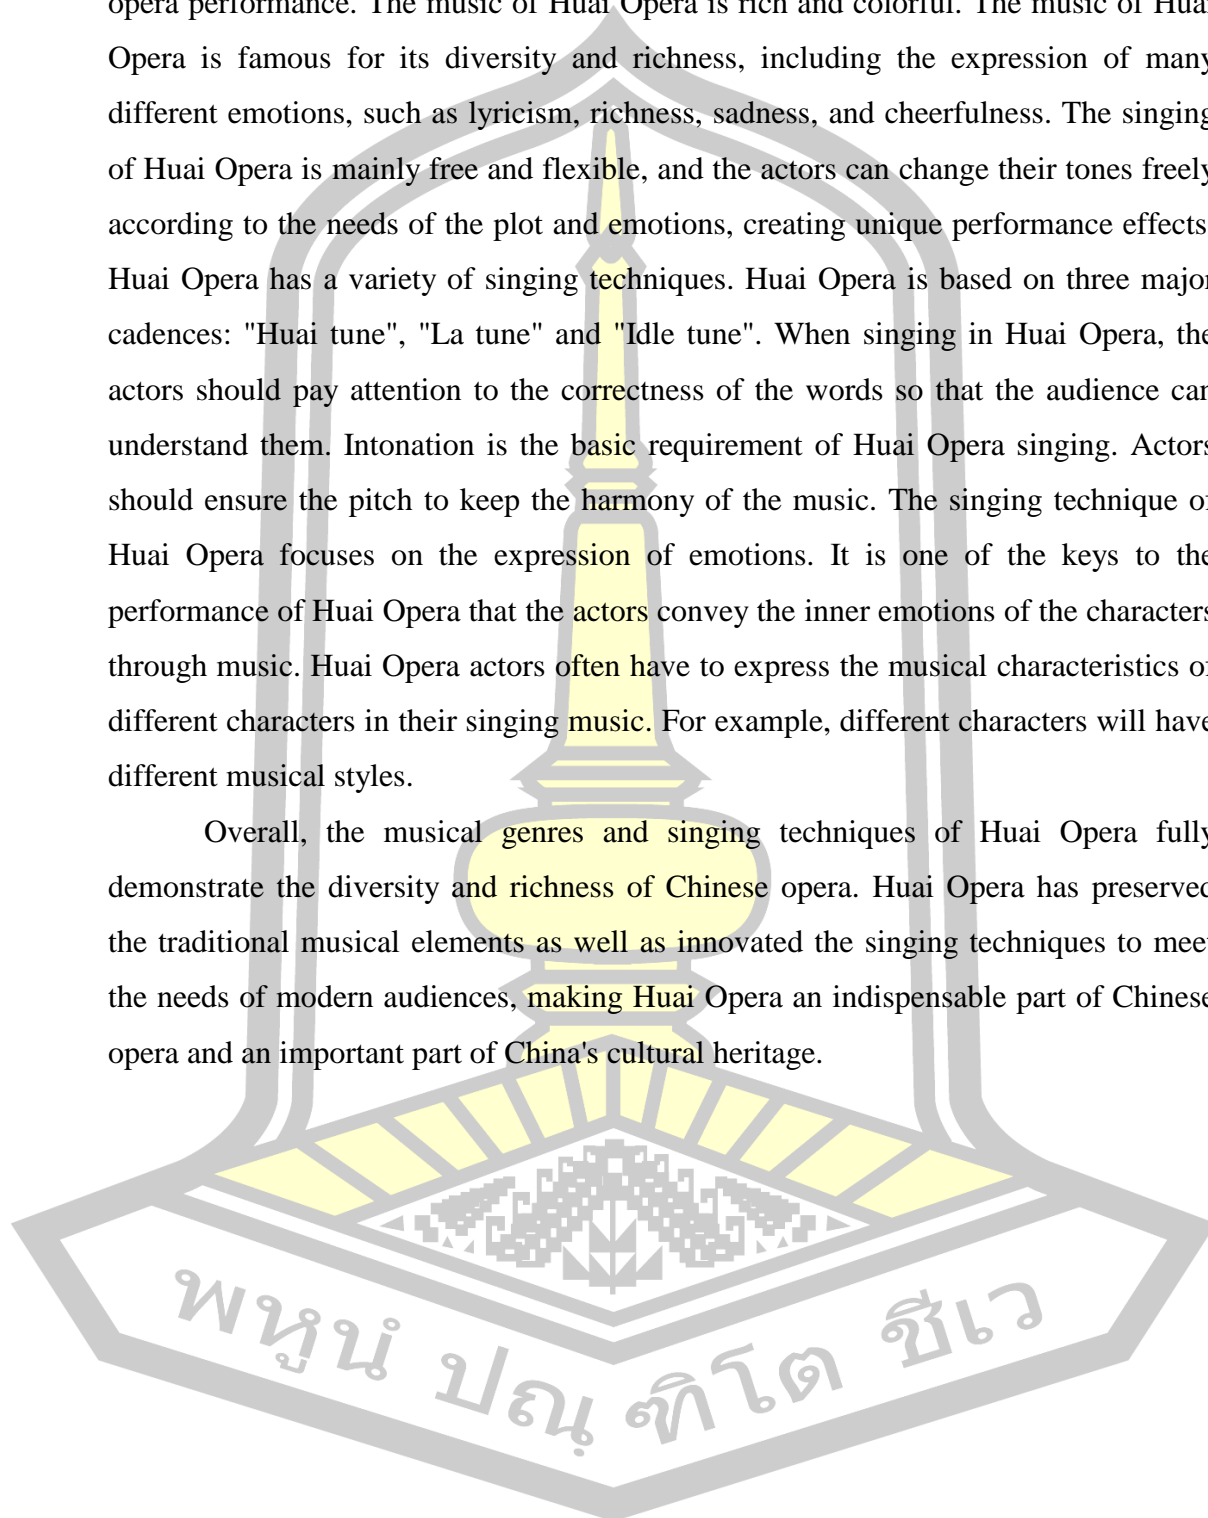 opera performance. The music of Huai Opera is rich and colorful. The music of Huai
Opera is famous for its diversity and richness, including the expression of many
different emotions, such as lyricism, richness, sadness, and cheerfulness. The singing
of Huai Opera is mainly free and flexible, and the actors can change their tones freely
according to the needs of the plot and emotions, creating unique performance effects.
Huai Opera has a variety of singing techniques. Huai Opera is based on three major
cadences: "Huai tune", "La tune" and "Idle tune". When singing in Huai Opera, the
actors should pay attention to the correctness of the words so that the audience can
understand them. Intonation is the basic requirement of Huai Opera singing. Actors
should ensure the pitch to keep the harmony of the music. The singing technique of
Huai Opera focuses on the expression of emotions. It is one of the keys to the
performance of Huai Opera that the actors convey the inner emotions of the characters
through music. Huai Opera actors often have to express the musical characteristics of
different characters in their singing music. For example, different characters will have
different musical styles.
Overall, the musical genres and singing techniques of Huai Opera fully
demonstrate the diversity and richness of Chinese opera. Huai Opera has preserved
the traditional musical elements as well as innovated the singing techniques to meet
the needs of modern audiences, making Huai Opera an indispensable part of Chinese
opera and an important part of China's cultural heritage.
พหูนํ ปณฺฑิโต ชีเว